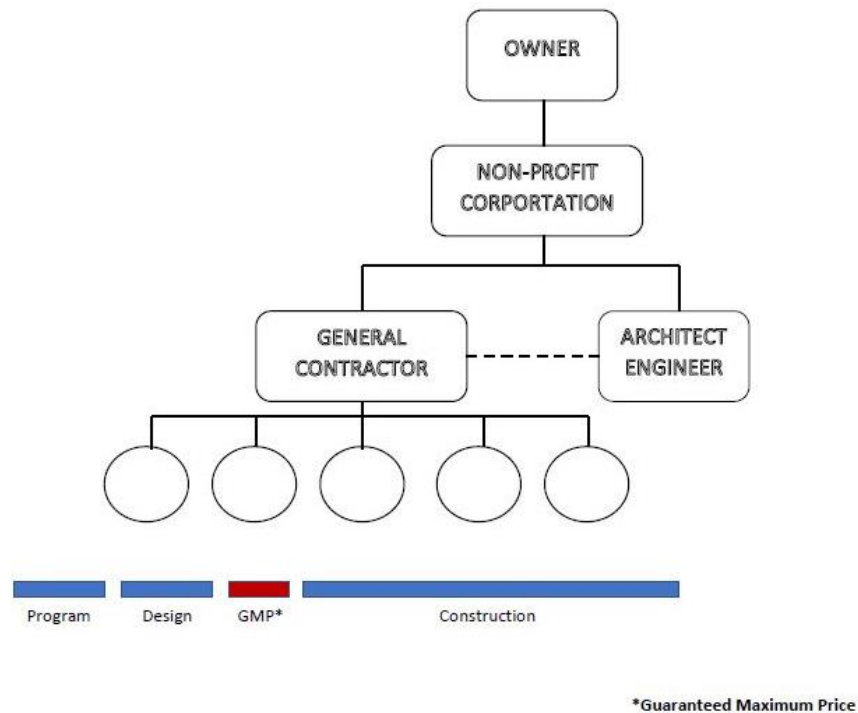 OWNER
NON-PROFIT
CORPORTATION
GENERAL
CONTRACTOR
ARCHITECT
ENGINEER
Program
Design
GMP*
Construction
*Guaranteed Maximum Price